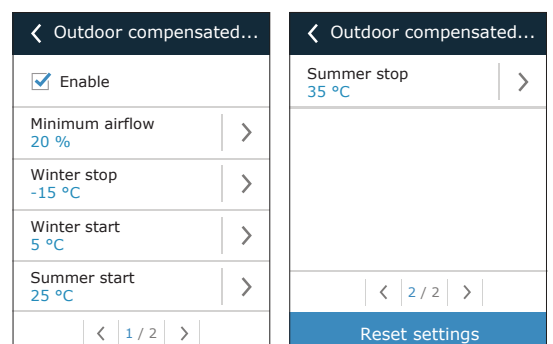 Outdoor compensated...
Enable
Minimum airflow
20 %
Winter stop
-15 °C
Winter start
5 °C
Summer start
25 °C
1 / 2
Outdoor compensated...
Summer stop
35 °C
2 / 2
Reset settings